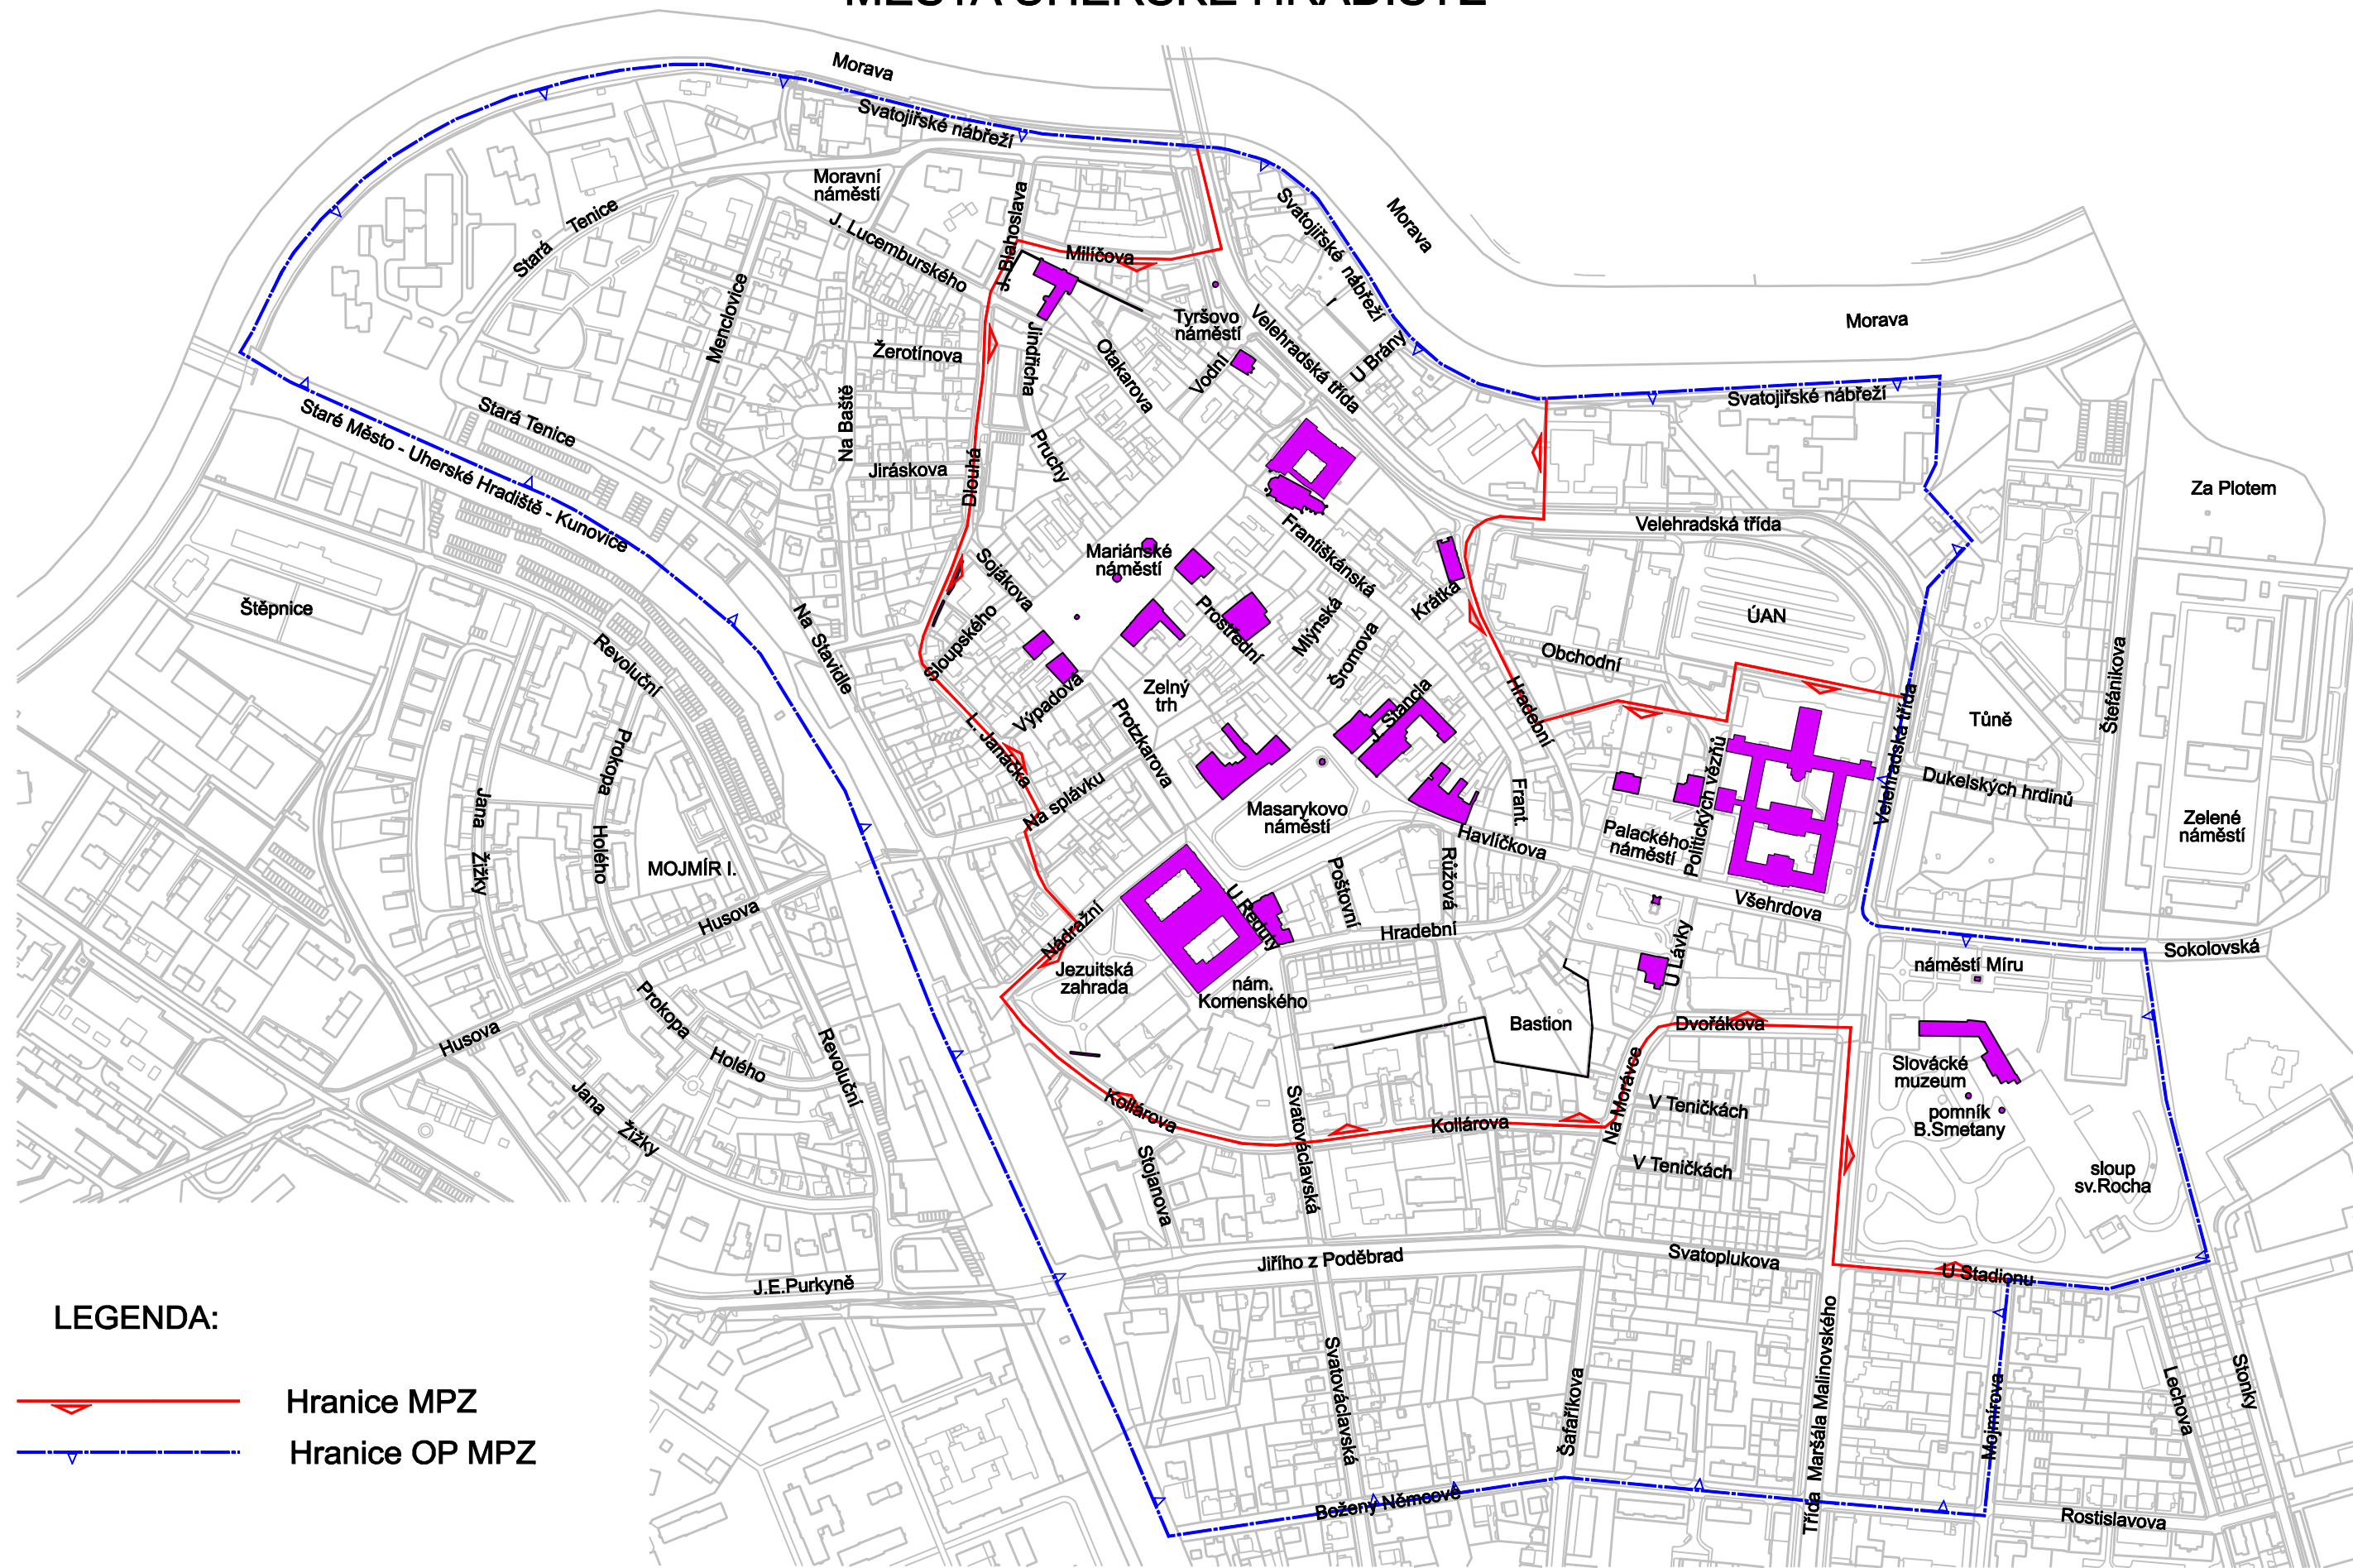 MĚSTA UHERSKÉ HRADIŠTĚ
Morava
Svatojiřské nábřeží
Moravní
náměstí
Stará Tenice
J. Lucemburského
J. Blahoslava
Milíčova
Svatojiřské nábřeží
Morava
Morava
Menclovice
Žerotínova
Jindřicha
Pruchy
Otakarova
Tyršovo
náměstí
Vodní
Velehradská třída
U Brány
Svatojiřské nábřeží
Staré Město - Uherské Hradiště - Kunovice
Stará Tenice
Na Baště
Jiráskova
Dlouhá
Za Plotem
Velehradská třída
Františkánská
Mariánské
náměstí
Sojákova
Štěpnice
Na Stavidle
Sloupského
Prostřední
Mlýnská
Šromova
Krátká
ÚAN
Obchodní
Revoluční
Výpadová
Zelný
trh
Protzkarova
J. Stancla
Hradební
Štefánikova
Tůně
L. Janáčka
Na splávku
Prokopa
Holého
Jana
Žižky
Masarykovo
náměstí
Frant.
Havlíčkova
Palackého
náměstí
Politických vězňů
Velehradská třída
Dukelských hrdinů
Zelené
náměstí
MOJMÍR I.
Husova
Nádražní
U Reduty
Poštovní
Růžová
Hradební
Všehrdova
Sokolovská
U Lávky
náměstí Míru
Jezuitská
zahrada
nám.
Komenského
Bastion
Dvořákova
Husova
Prokopa
Holého
Revoluční
Jana
Žižky
Slovácké
muzeum
pomník
B.Smetany
Kollárova
Kollárova
Na Morávce
V Teničkách
V Teničkách
Svatováclavská
Stojanova
sloup
sv.Rocha
J.E.Purkyně
Jiřího z Poděbrad
Svatoplukova
U Stadionu
Svatováclavská
Šafaříkova
Třída Maršála Malinovského
Mojmírova
Lechova
Stonky
Boženy Němcové
Rostislavova
LEGENDA:
Hranice MPZ
Hranice OP MPZ